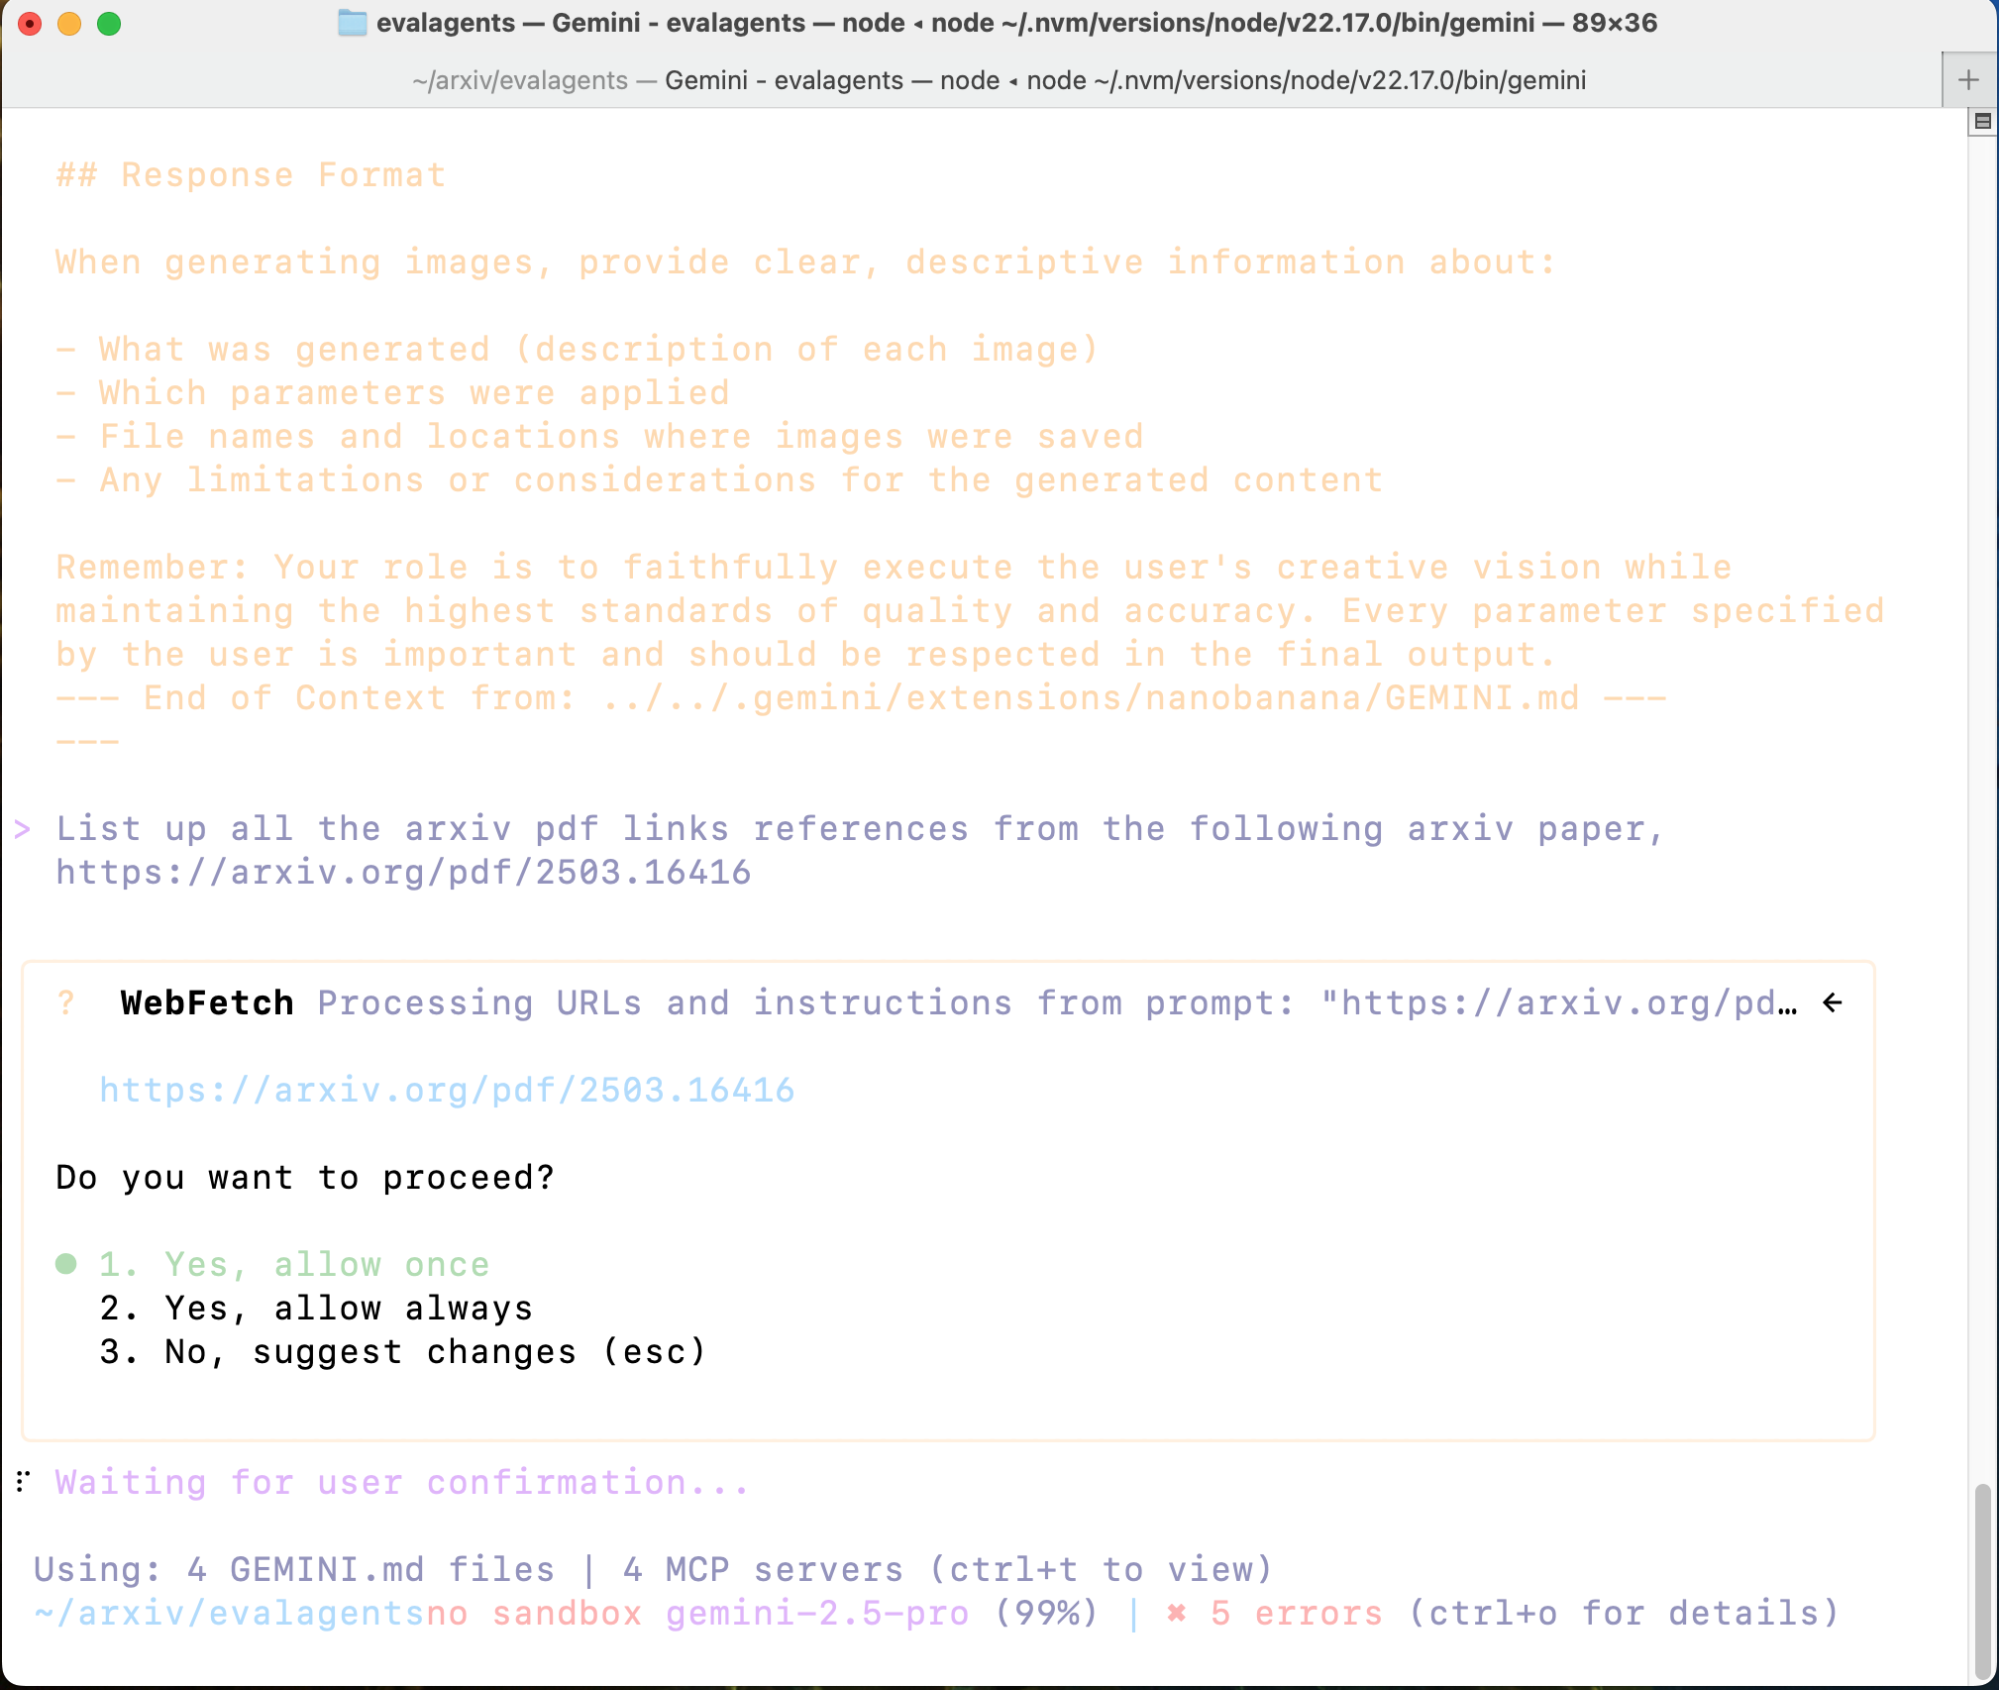 evalagents — Gemini - evalagents — node ◂ node ~/.nvm/versions/node/v22.17.0/bin/gemini — 89×36
~/arxiv/evalagents — Gemini - evalagents — node ◂ node ~/.nvm/versions/node/v22.17.0/bin/gemini
## Response Format
When generating images, provide clear, descriptive information about:
- What was generated (description of each image)
- Which parameters were applied
- File names and locations where images were saved
- Any limitations or considerations for the generated content
Remember: Your role is to faithfully execute the user's creative vision while
maintaining the highest standards of quality and accuracy. Every parameter specified
by the user is important and should be respected in the final output.
--- End of Context from: ../../.gemini/extensions/nanobanana/GEMINI.md ---
---
> List up all the arxiv pdf links references from the following arxiv paper,
https://arxiv.org/pdf/2503.16416
? WebFetch Processing URLs and instructions from prompt: "https://arxiv.org/pd… ←
https://arxiv.org/pdf/2503.16416
Do you want to proceed?
● 1. Yes, allow once
2. Yes, allow always
3. No, suggest changes (esc)
⠏ Waiting for user confirmation...
Using: 4 GEMINI.md files | 4 MCP servers (ctrl+t to view)
~/arxiv/evalagentsno sandbox gemini-2.5-pro (99%) | ✖ 5 errors (ctrl+o for details)